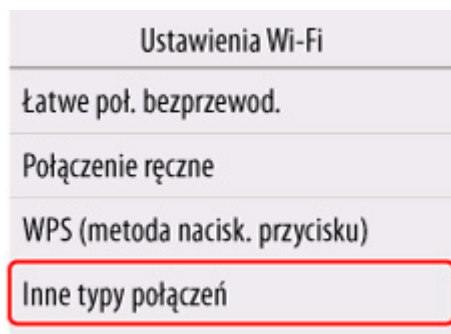 Ustawienia Wi-Fi
Łatwe poł. bezprzewod.
Połączenie ręczne
WPS (metoda nacisk. przycisku)
Inne typy połączeń